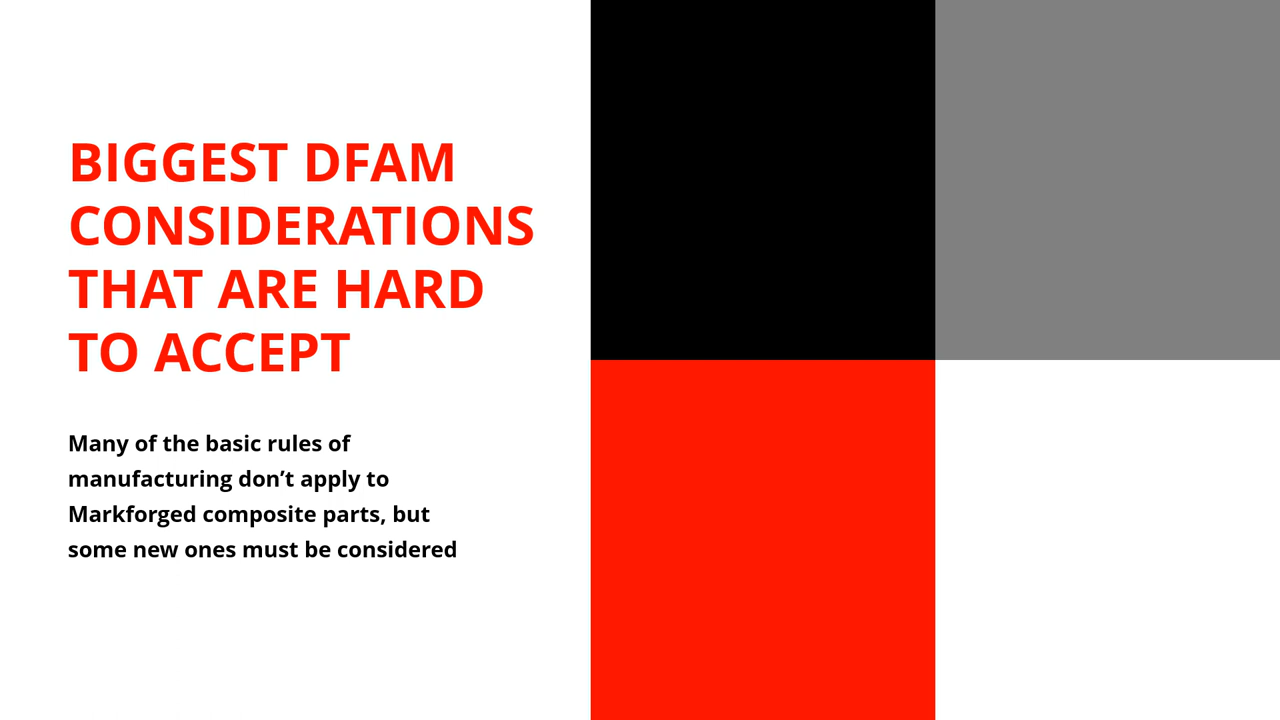 BIGGEST DFAM
CONSIDERATIONS
THAT ARE HARD
TO ACCEPT
Many of the basic rules of
manufacturing don’t apply to
Markforged composite parts, but
some new ones must be considered